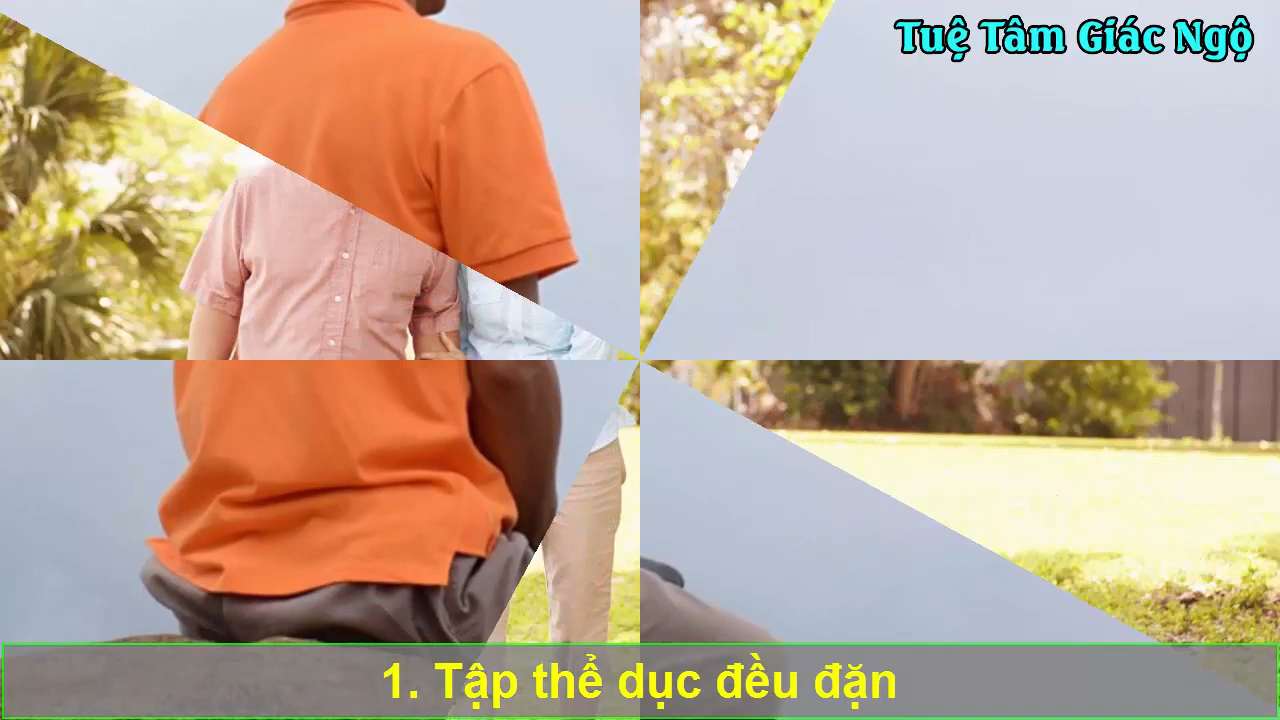 Tuệ Tâm Giác Ngộ
1. Tập thể dục đều đặn